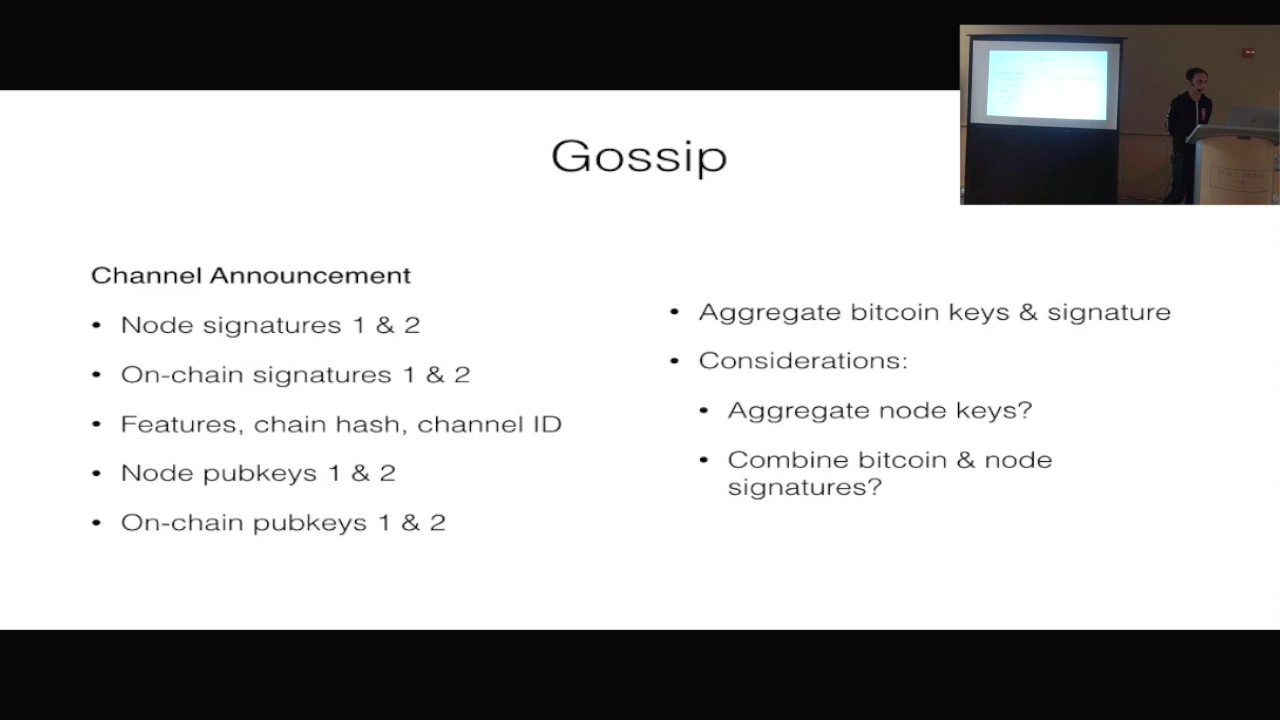 Gossip
Channel Announcement
• Node signatures 1 & 2
• On-chain signatures 1 & 2
• Features, chain hash, channel ID
• Node pubkeys 1 & 2
• On-chain pubkeys 1 & 2
• Aggregate bitcoin keys & signature
• Considerations:
• Aggregate node keys?
• Combine bitcoin & node
signatures?